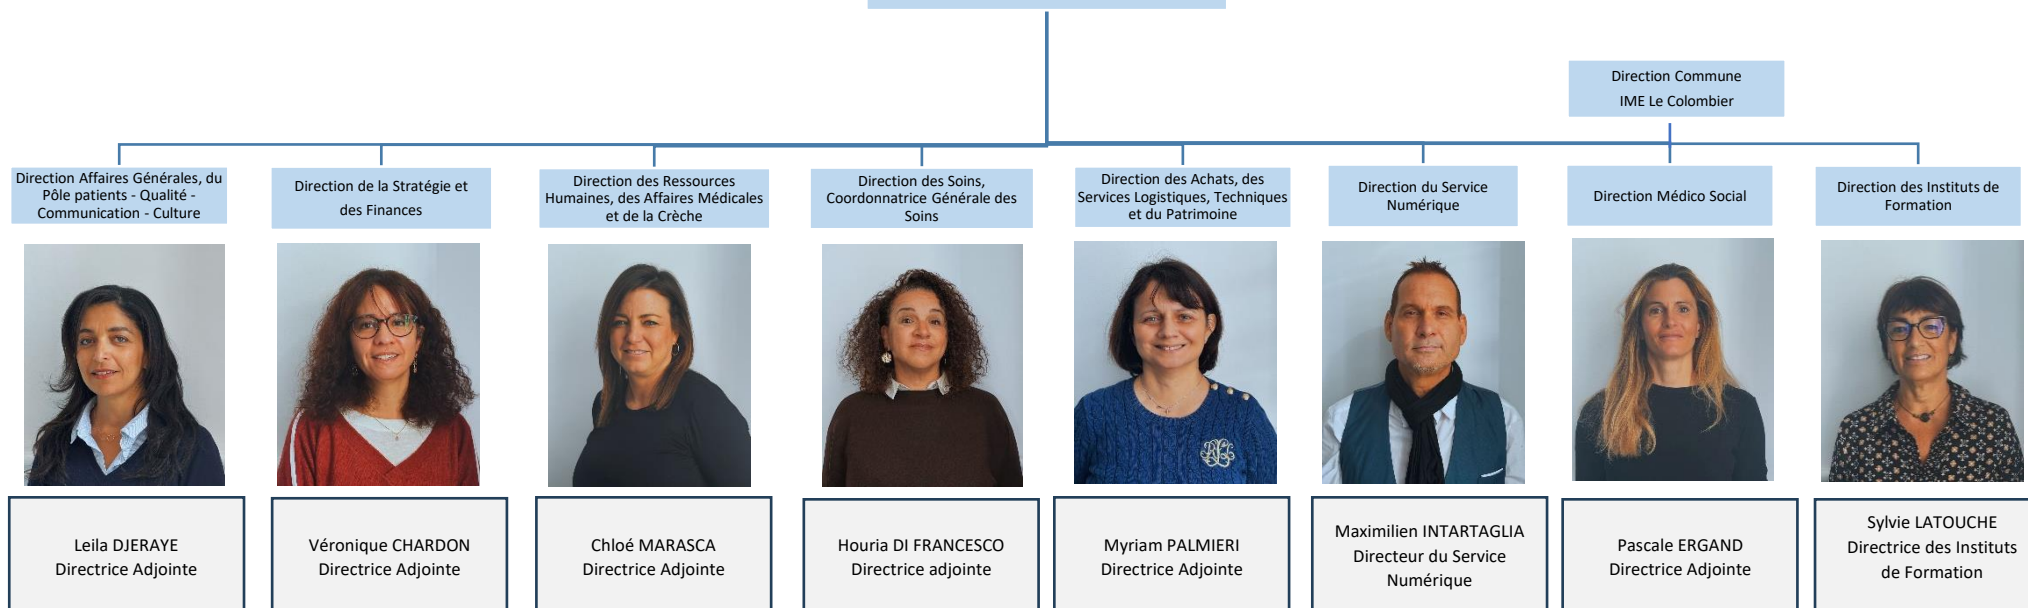 Direction Commune
IME Le Colombier
Direction Affaires Générales, du
Pôle patients - Qualité -
Communication - Culture
Direction de la Stratégie et
des Finances
Direction des Ressources
Humaines, des Affaires Médicales
et de la Crèche
Direction des Soins,
Coordonnatrice Générale des
Soins
Direction des Achats, des
Services Logistiques, Techniques
et du Patrimoine
Direction du Service
Numérique
Direction Médico Social
Direction des Instituts de
Formation
Leila DJERAYE
Directrice Adjointe
Véronique CHARDON
Directrice Adjointe
Chloé MARASCA
Directrice Adjointe
Houria DI FRANCESCO
Directrice adjointe
Myriam PALMIERI
Directrice Adjointe
Maximilien INTARTAGLIA
Directeur du Service
Numérique
Pascale ERGAND
Directrice Adjointe
Sylvie LATOUCHE
Directrice des Instituts
de Formation